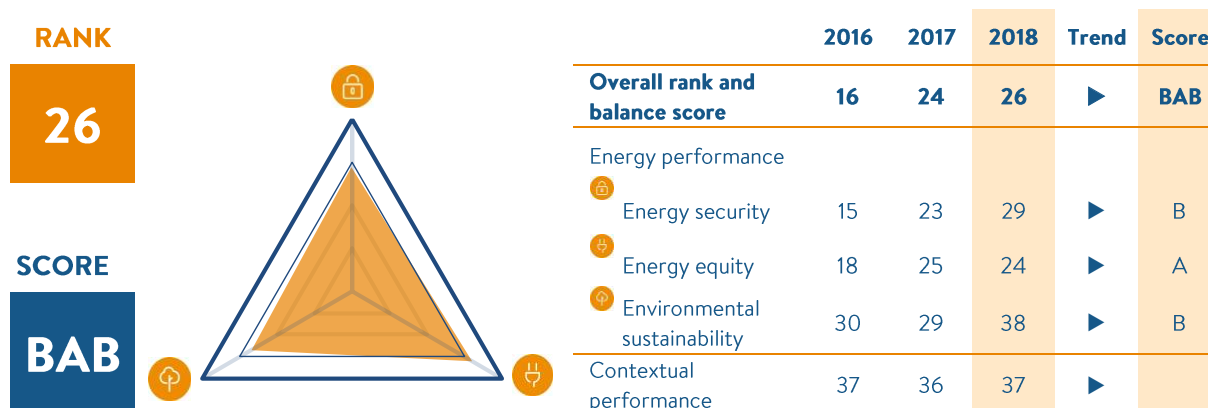 RANK
26
SCORE
BAB
2016 2017 2018 Trend Score
Overall rank and
balance score 16 24 26 BAB
Energy performance
Energy security 15 23 29 B
Energy equity 18 25 24 A
Environmental
sustainability 30 29 38 B
Contextual
performance 37 36 37